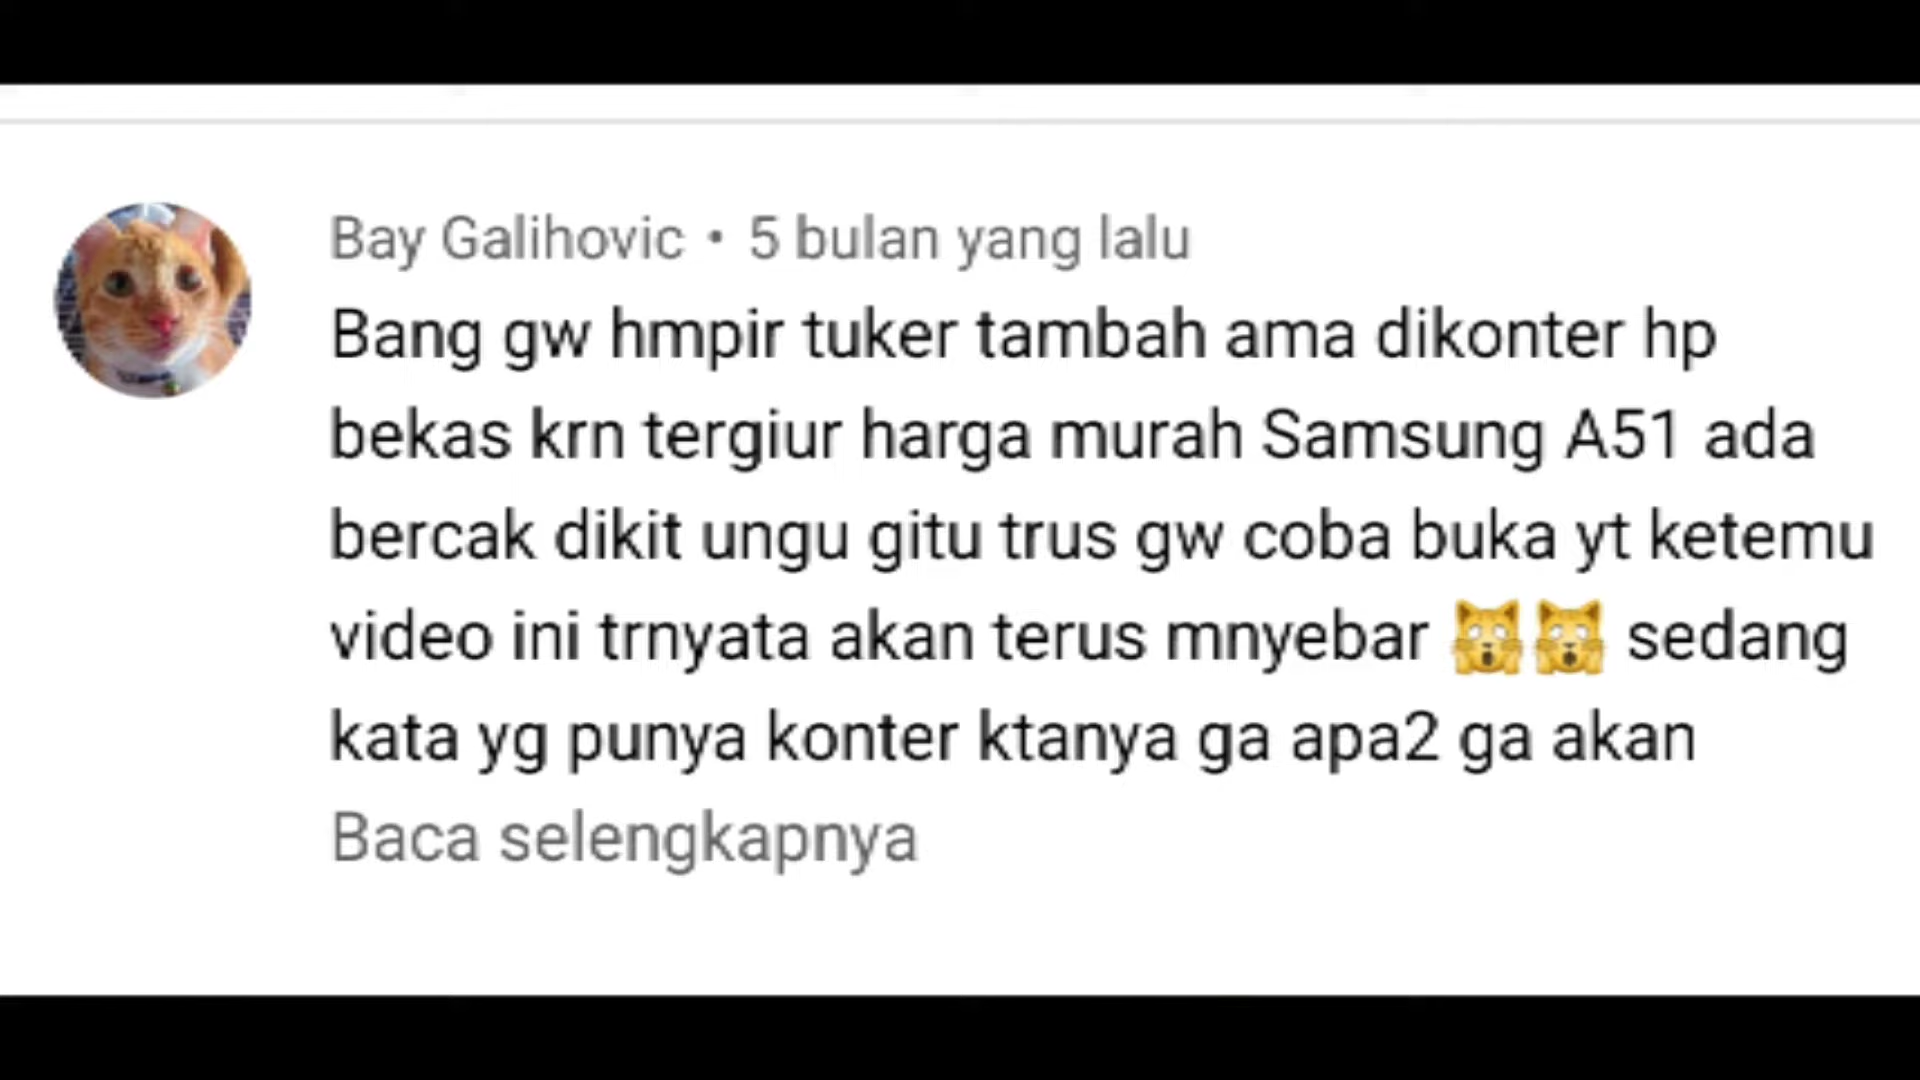 Bay Galihovic • 5 bulan yang lalu
Bang gw hmpir tuker tambah ama dikonter hp
bekas krn tergiur harga murah Samsung A51 ada
bercak dikit ungu gitu trus gw coba buka yt ketemu
video ini trnyata akan terus mnyebar 🙀🙀 sedang
kata yg punya konter ktanya ga apa2 ga akan
Baca selengkapnya